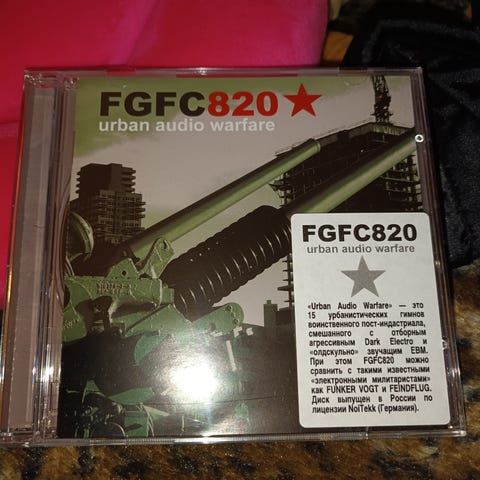 FGFC820★
urban audio warfare
FGFC820
urban audio warfare
«Urban Audio Warfare» — это
15 урбанистических гимнов
воинственного пост-индастриала,
смешанного с отборным
агрессивным Dark Electro и
«олдскульно» звучащим EBM.
При этом FGFC820 можно
сравнить с такими известными
«электронными милитаристами»
как FUNKER VOGT и FEINDFLUG.
Диск выпущен в России по
лицензии NoiTekk (Германия).